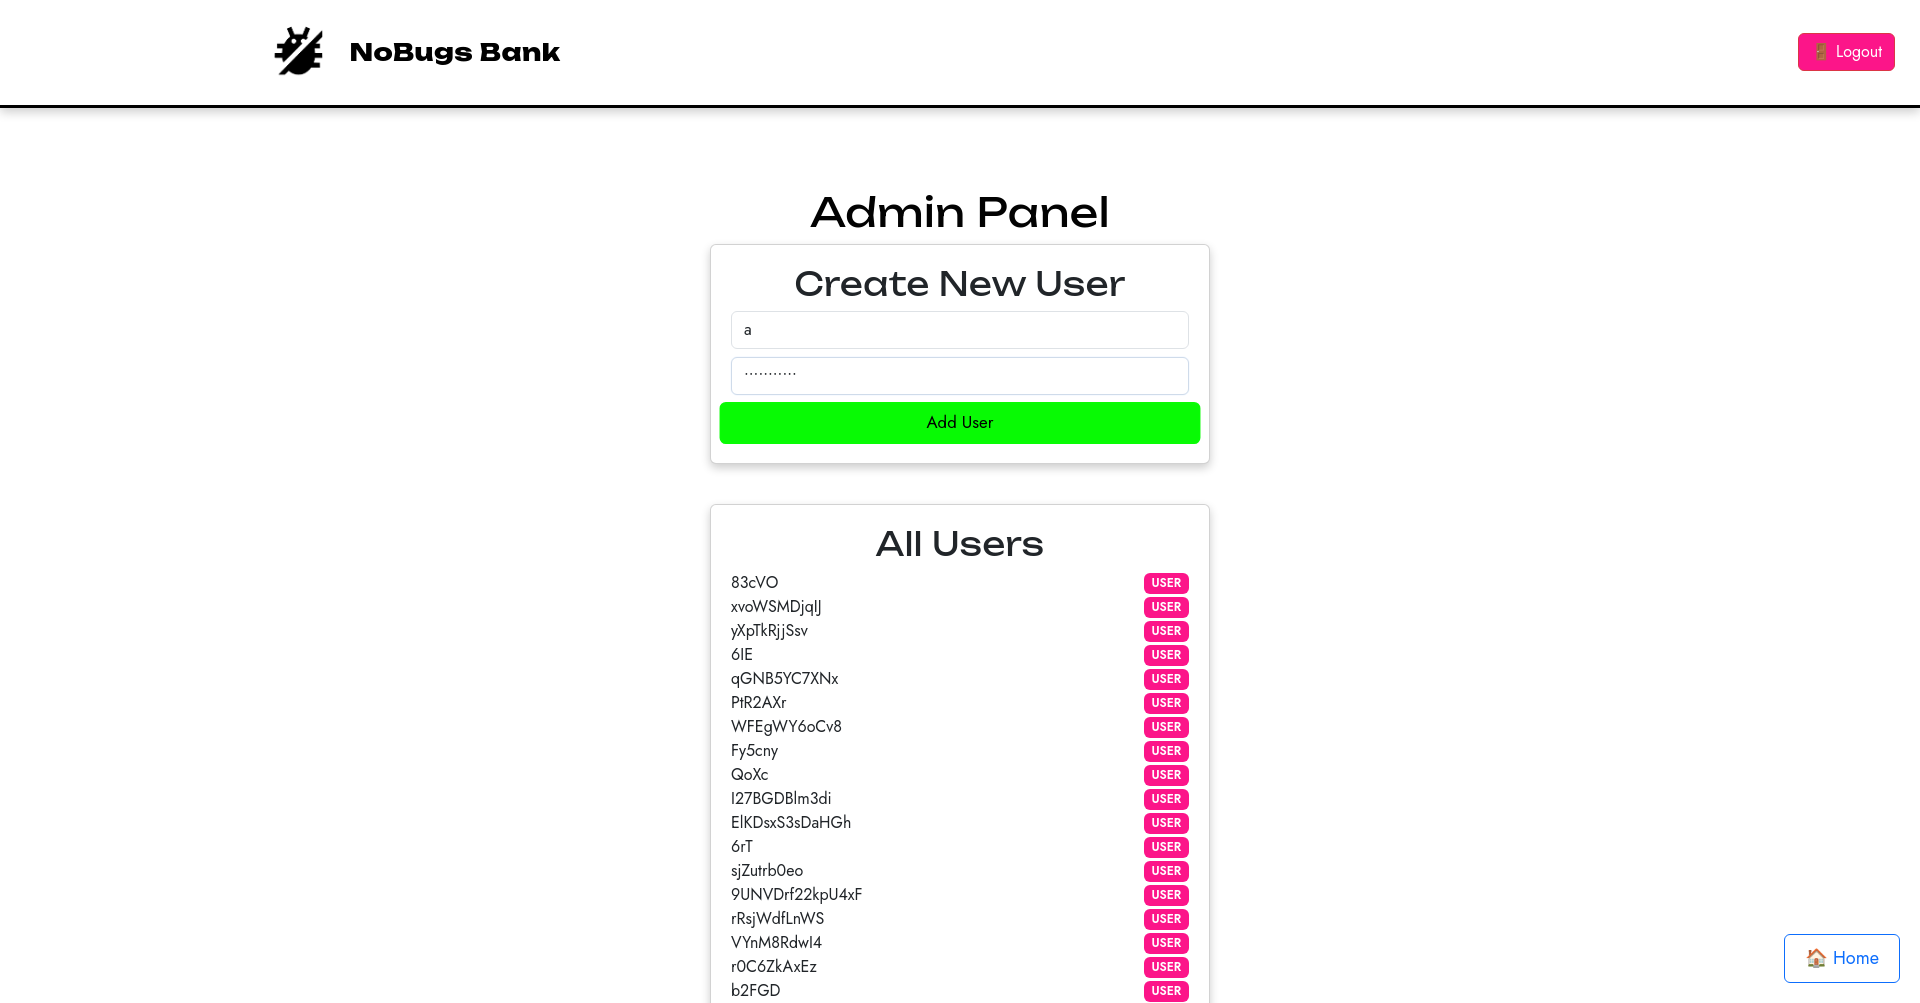 NoBugs Bank
🚪 Logout
Admin Panel
Create New User
a
···········
Add User
All Users
83cVO USER
xvoWSMDjqIJ USER
yXpTkRjjSsv USER
6IE USER
qGNB5YC7XNx USER
PtR2AXr USER
WFEgWY6oCv8 USER
Fy5cny USER
QoXc USER
I27BGDBlm3di USER
ElKDsxS3sDaHGh USER
6rT USER
sjZutrb0eo USER
9UNVDrf22kpU4xF USER
rRsjWdfLnWS USER
VYnM8RdwI4 USER
r0C6ZkAxEz USER
b2FGD USER
🏠 Home